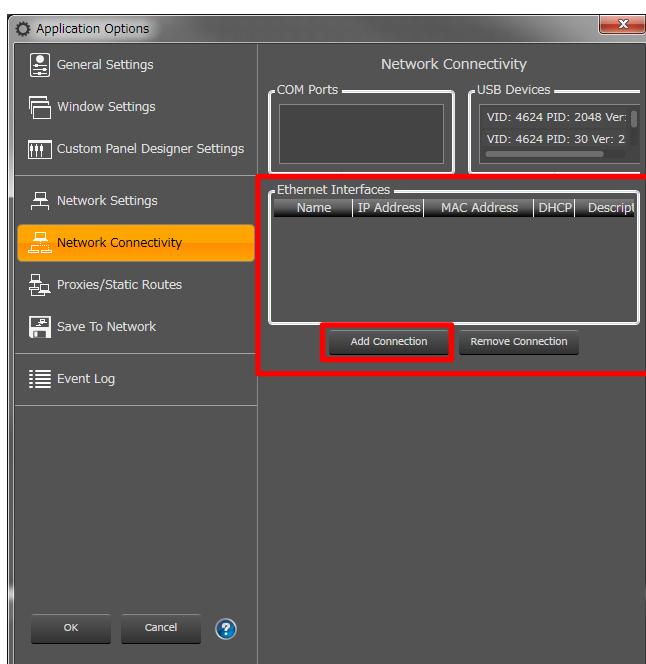 Application Options
General Settings
Window Settings
Custom Panel Designer Settings
Network Settings
Network Connectivity
Proxies/Static Routes
Save To Network
Event Log
OK Cancel ?
Network Connectivity
COM Ports
USB Devices
VID: 4624 PID: 2048 Ver:
VID: 4624 PID: 30 Ver: 2
Ethernet Interfaces
Name IP Address MAC Address DHCP Descript
Add Connection Remove Connection